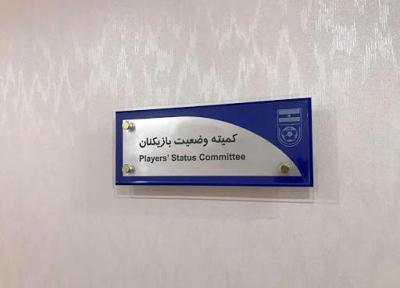 کمیته وضعیت بازیکنان
Players' Status Committee